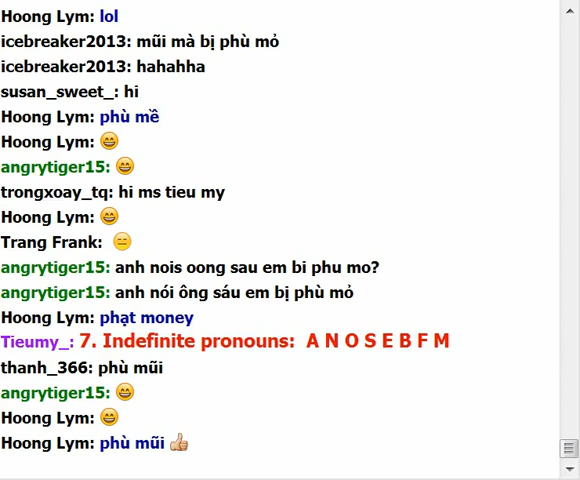 Hoong Lym: lol
icebreaker2013: mũi mà bị phù mỏ
icebreaker2013: hahahha
susan_sweet_: hi
Hoong Lym: phù mề
Hoong Lym: 😄
angrytiger15: 😄
trongxoay_tq: hi ms tieu my
Hoong Lym: 😄
Trang Frank: 😑
angrytiger15: anh nois oong sau em bi phu mo?
angrytiger15: anh nói ông sáu em bị phù mỏ
Hoong Lym: phạt money
Tieumy_: 7. Indefinite pronouns: A N O S E B F M
thanh_366: phù mũi
angrytiger15: 😄
Hoong Lym: 😄
Hoong Lym: phù mũi 👍